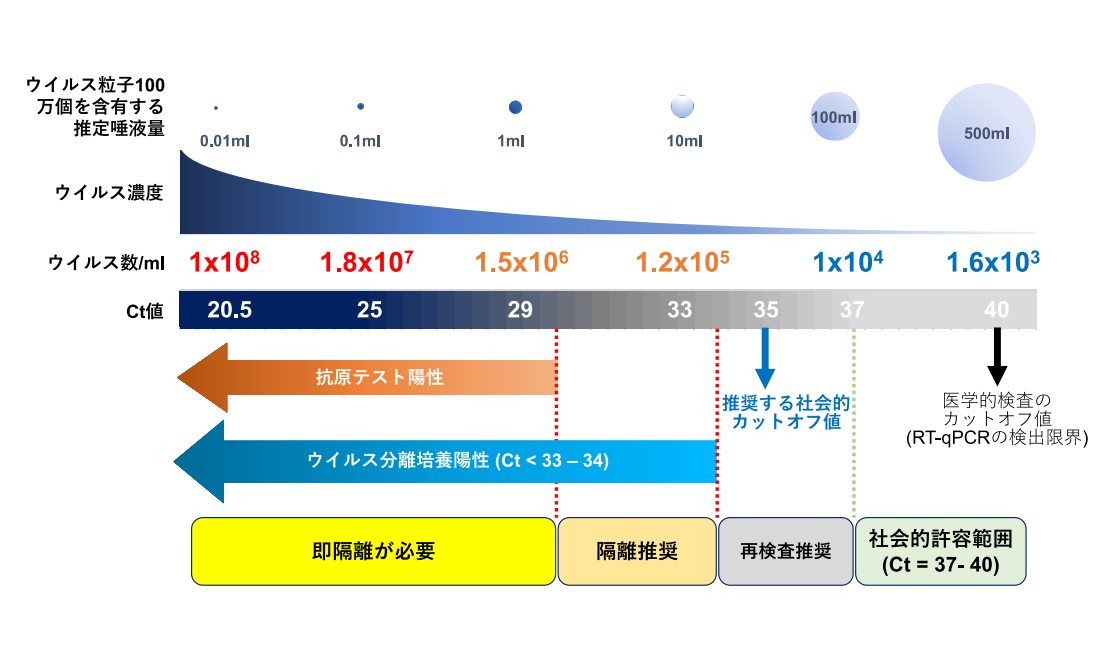 ウイルス粒子100
万個を含有する
推定唾液量
0.01ml
0.1ml
1ml
10ml
100ml
500ml
ウイルス濃度
ウイルス数/ml
1x10⁸
1.8x10⁷
1.5x10⁶
1.2x10⁵
1x10⁴
1.6x10³
Ct値
20.5
25
29
33
35
37
40
抗原テスト陽性
推奨する社会的
カットオフ値
医学的検査の
カットオフ値
(RT-qPCRの検出限界)
ウイルス分離培養陽性 (Ct < 33 – 34)
即隔離が必要
隔離推奨
再検査推奨
社会的許容範囲
(Ct = 37- 40)